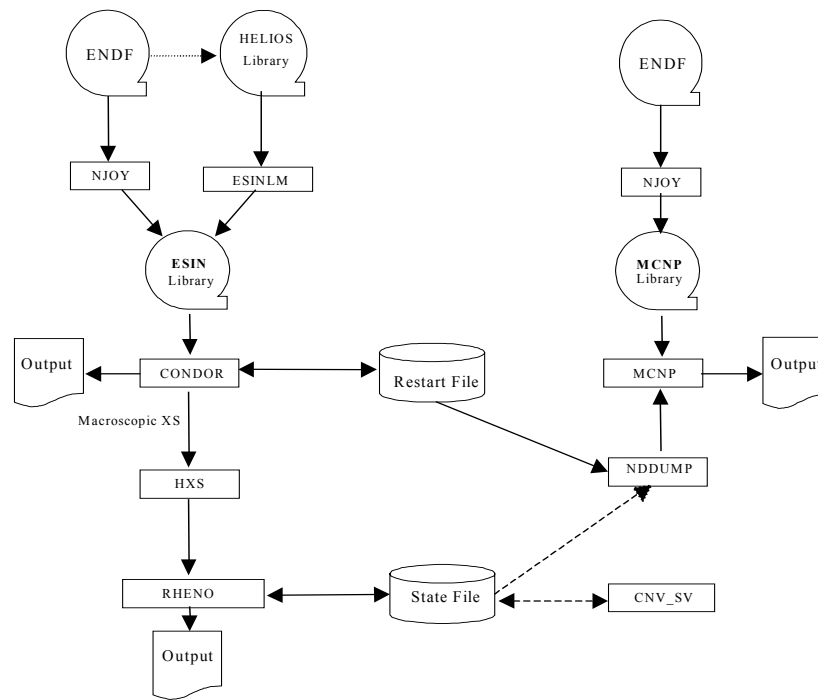 ENDF
HELIOS
Library
ENDF
NJOY
ESINLM
NJOY
ESIN
Library
MCNP
Library
Output
CONDOR
Restart File
MCNP
Output
Macroscopic XS
HXS
NDDUMP
RHENO
State File
CNV_SV
Output